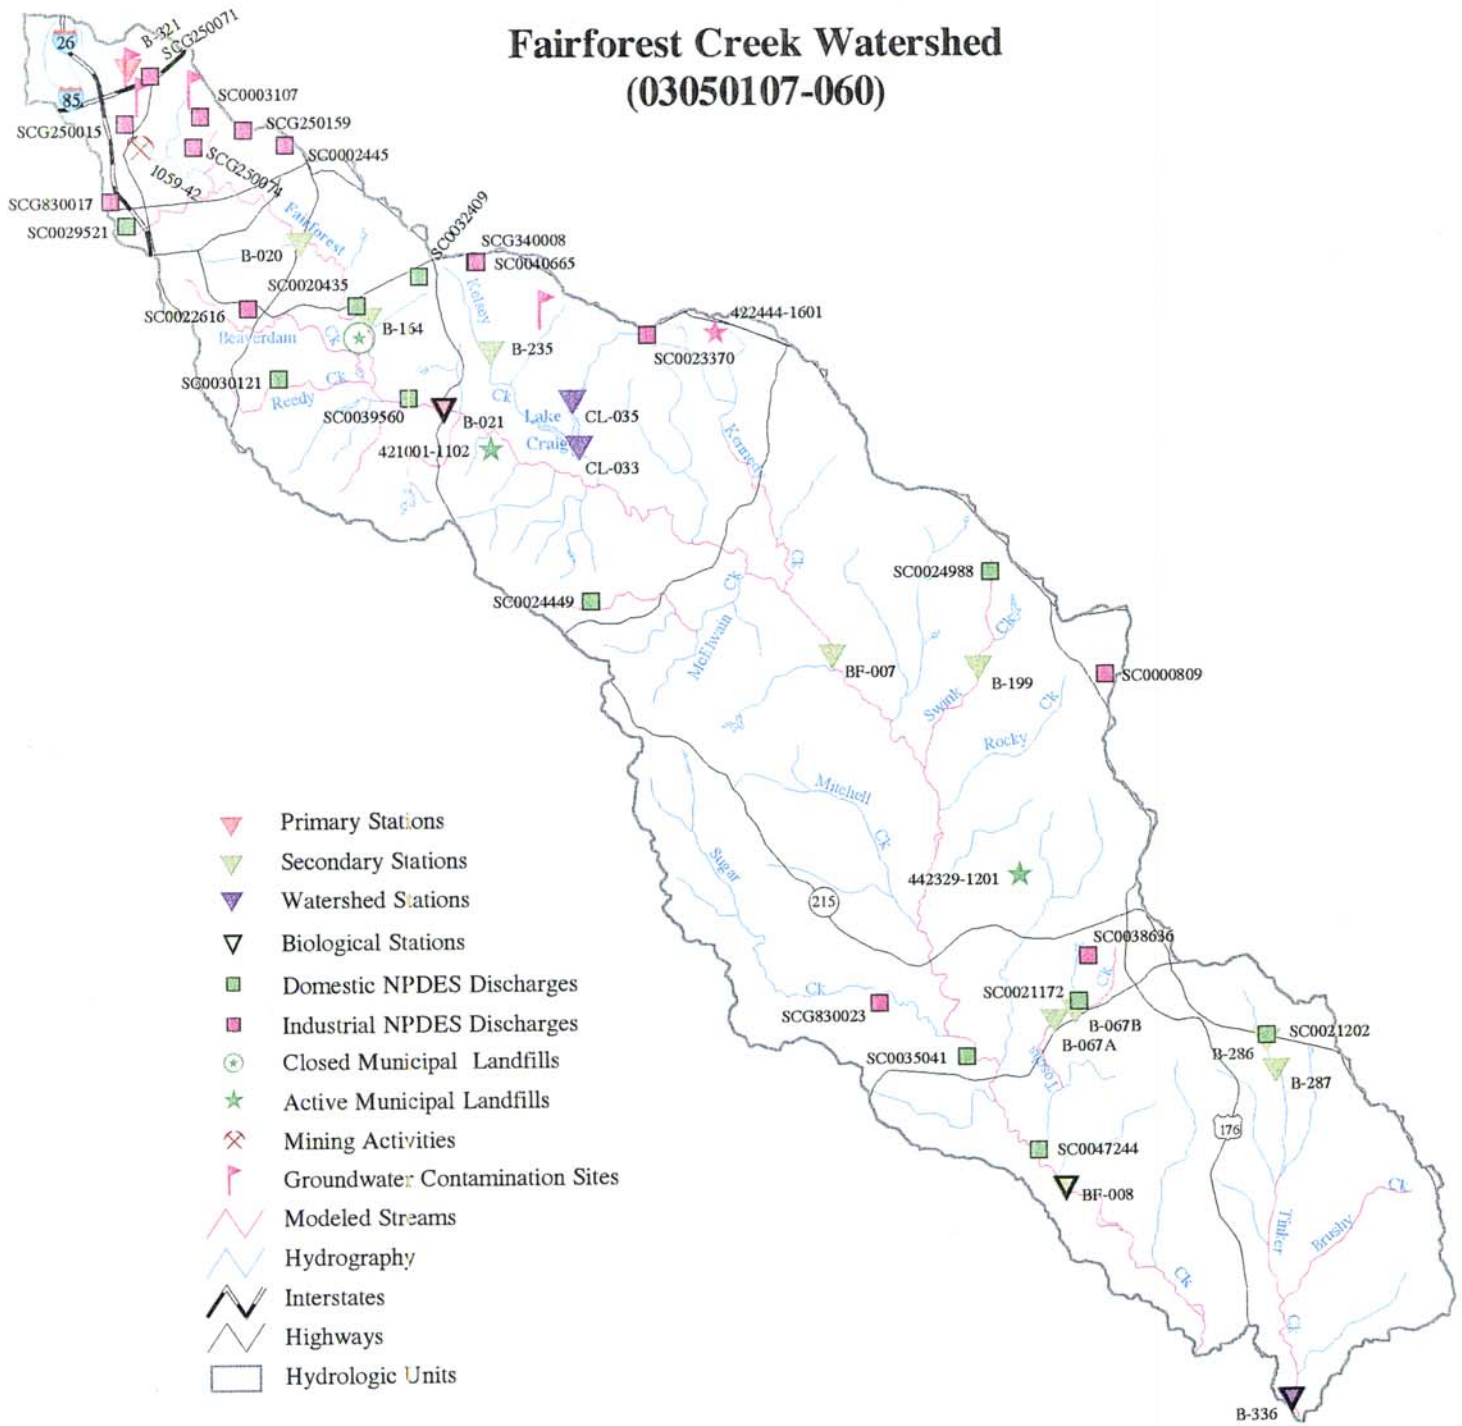 Fairforest Creek Watershed
(03050107-060)
26
B-321
SCG250071
85
SC0003107
SCG250015
SCG250159
SC0002445
SCG250074
1059-42
SCG830017
SC0029521
Fairforest
B-020
SC0032409
SCG340008
SC0040665
SC0020435
SC0022616
B-164
Beaverdam
Ck
Kelsey
Ck
B-235
422444-1601
SC0023370
SC0030121
Reedy
Ck
SC0039560
B-021
421001-1102
Lake
Craig
CL-035
CL-033
Kennedy
Ck
SC0024988
SC0024449
McElwain
Ck
Ck
BF-007
B-199
Swink
SC0000809
Rocky
Ck
Mitchell
Ck
Sugar
Ck
215
442329-1201
SC0038636
Ck
SC0021172
SCG830023
B-067B
B-067A
SC0035041
Tosch's
SC0021202
B-286
B-287
176
SC0047244
BF-008
Ck
Tinker
Ck
Brushy
Ck
B-336
Primary Stations
Secondary Stations
Watershed Stations
Biological Stations
Domestic NPDES Discharges
Industrial NPDES Discharges
Closed Municipal Landfills
Active Municipal Landfills
Mining Activities
Groundwater Contamination Sites
Modeled Streams
Hydrography
Interstates
Highways
Hydrologic Units